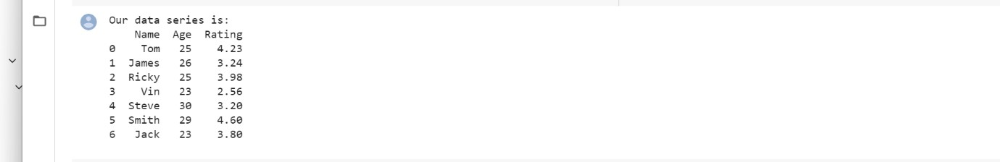 Our data series is:
    Name  Age  Rating
0    Tom   25    4.23
1  James   26    3.24
2  Ricky   25    3.98
3    Vin   23    2.56
4  Steve   30    3.20
5  Smith   29    4.60
6   Jack   23    3.80